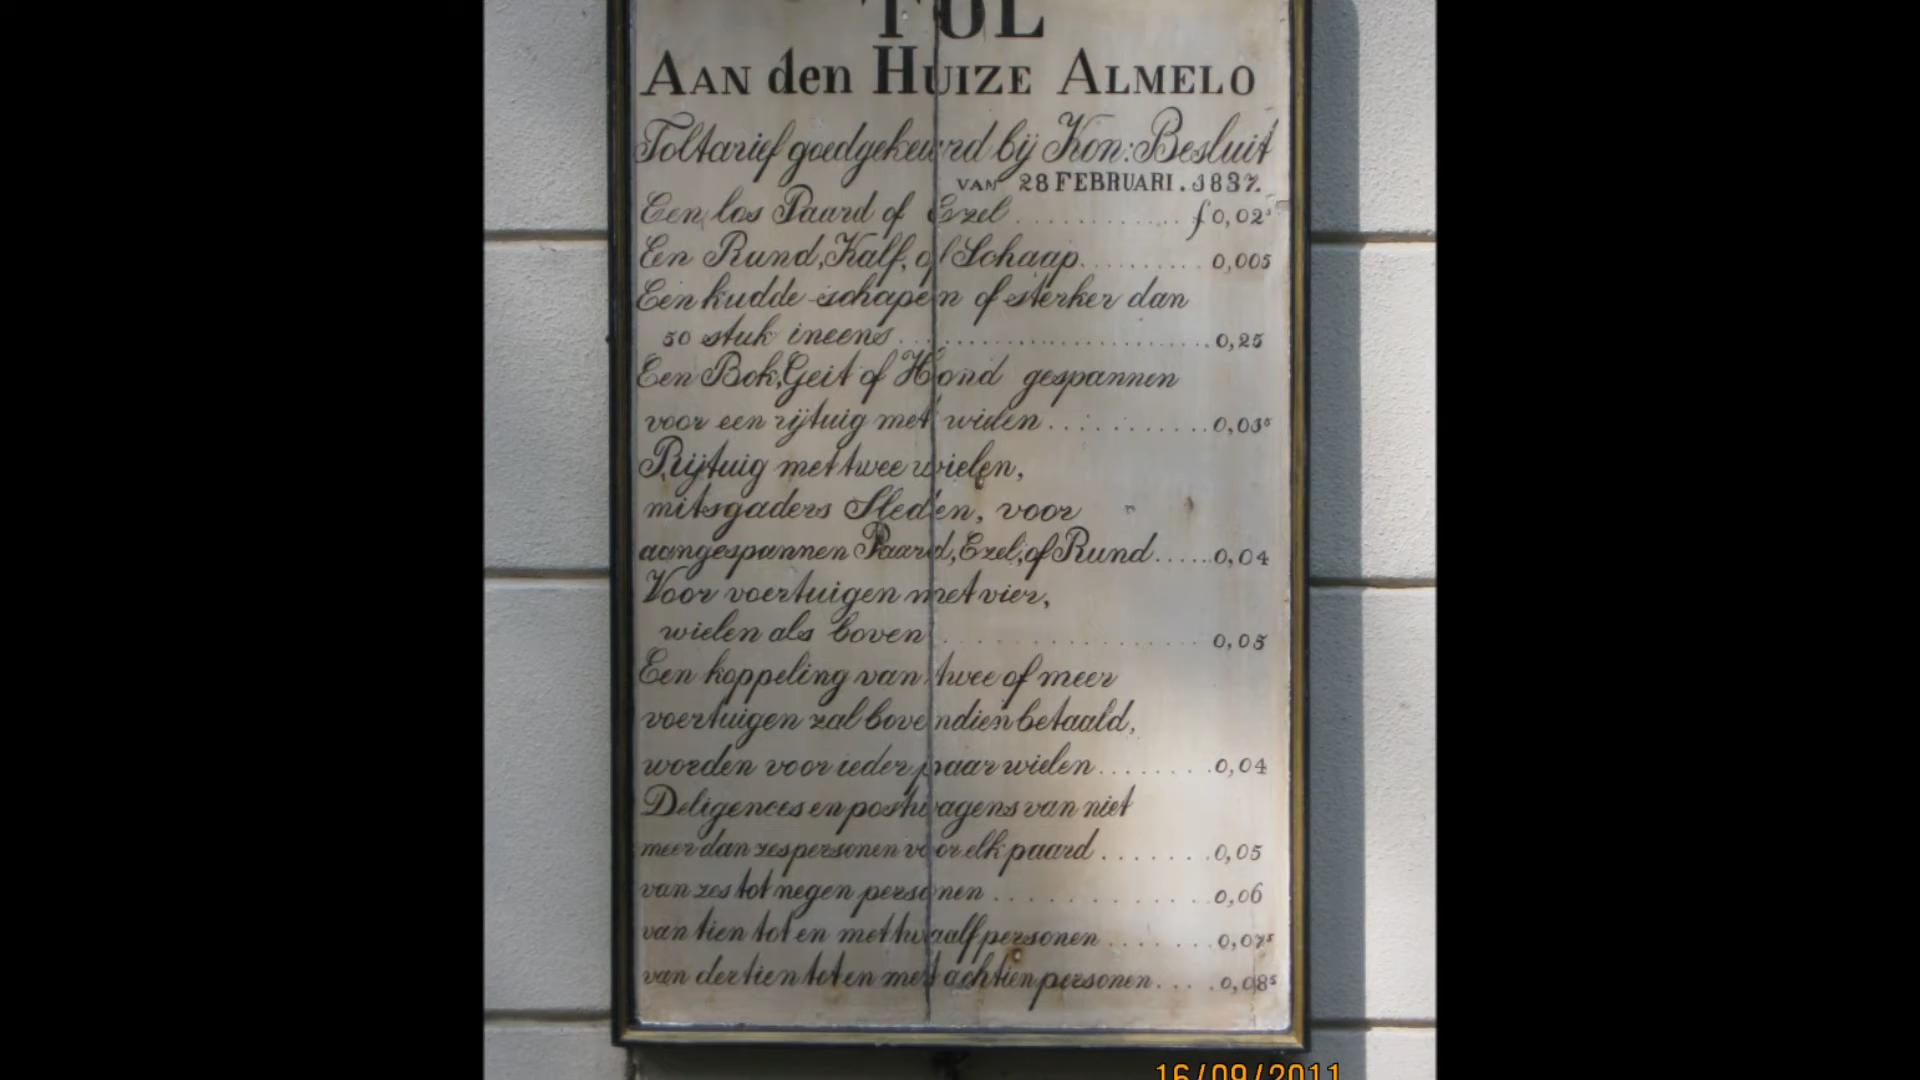 TOL
AAN den HUIZE ALMELO
Toltarief goedgekeurd bij Kon: Besluit
VAN 28 FEBRUARI. 1837.
Een los Paard of Ezel ............ f 0,02⁵
Een Rund, Kalf, of Schaap.......... 0,005
Een kudde schapen of sterker dan
50 stuk ineens........................ 0,25
Een Bok, Geit of Hond gespannen
voor een rijtuig met wielen............ 0,03⁵
Rijtuig met twee wielen,
mitsgaders Sleden, voor
aangespannen Paard, Ezel, of Rund..... 0,04
Voor voertuigen met vier,
wielen als boven .................. 0,05
Een koppeling van twee of meer
voertuigen zal bovendien betaald,
worden voor ieder paar wielen........ 0,04
Deligences en postwagens van niet
meer dan zes personen voor elk paard....... 0,05
van zes tot negen personen .............. 0,06
van tien tot en met twaalf personen ....... 0,07⁵
van dertien tot en met achtien personen..... 0,08⁵
16/09/2011